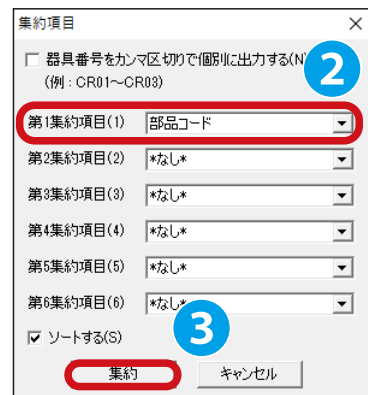 集約項目
器具番号をカンマ区切りで個別に出力する(N)
(例 : CR01～CR03)
2
第1集約項目(1) 部品コード
第2集約項目(2) *なし*
第3集約項目(3) *なし*
第4集約項目(4) *なし*
第5集約項目(5) *なし*
第6集約項目(6) *なし*
ソートする(S)
3
集約 キャンセル